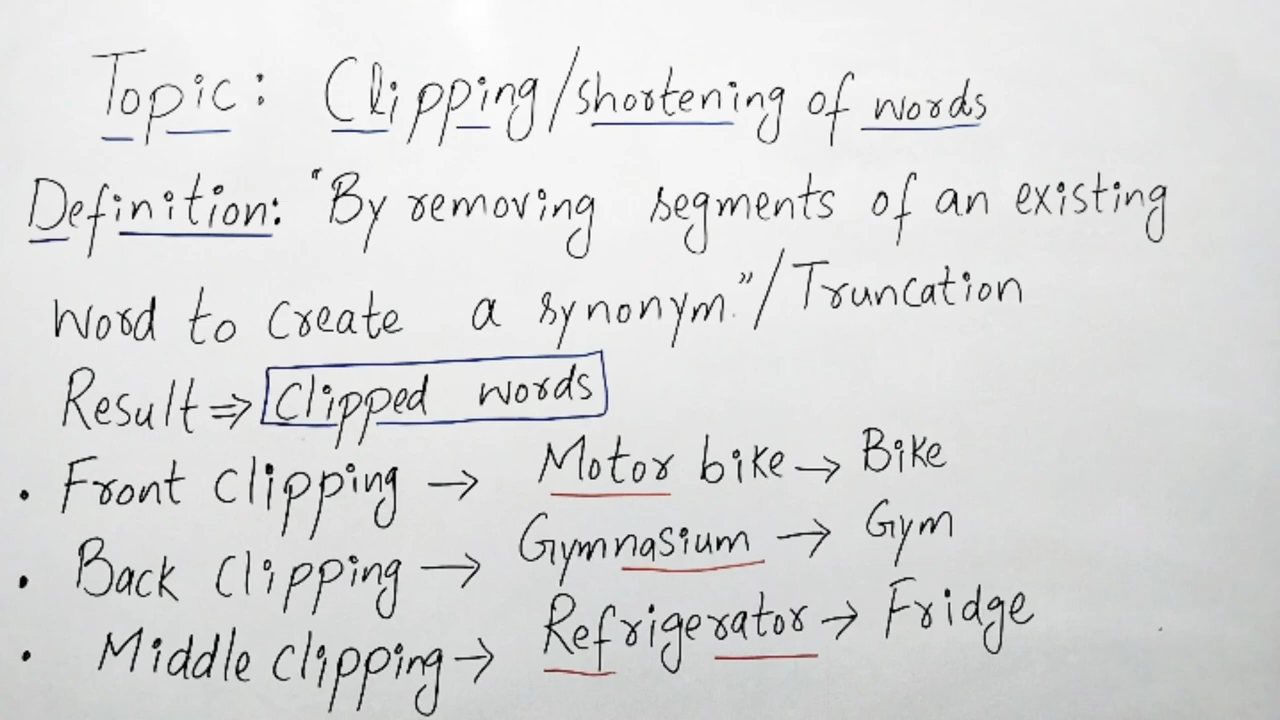 Topic: Clipping/shortening of words
Definition: "By removing segments of an existing
word to create a synonym."/Truncation
Result ⇒ Clipped words
• Front clipping → Motor bike → Bike
• Back clipping → Gymnasium → Gym
• Middle clipping → Refrigerator → Fridge